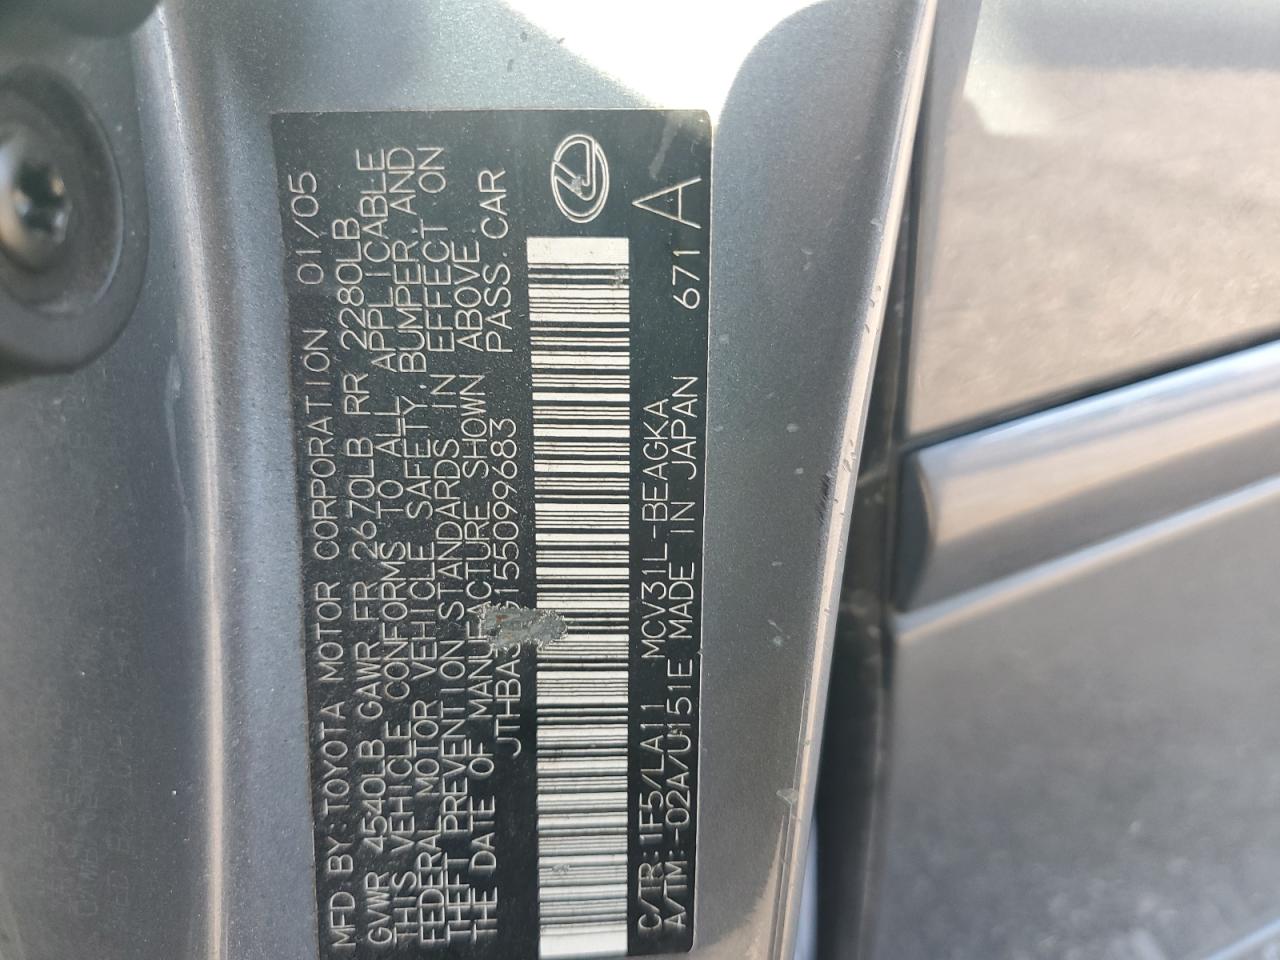 MFD BY: TOYOTA MOTOR CORPORATION 01/05
GVWR 4540LB GAWR FR 2670LB RR 2280LB
THIS VEHICLE CONFORMS TO ALL APPLICABLE
FEDERAL MOTOR VEHICLE SAFETY BUMPER, AND
THEFT PREVENTION STANDARDS IN EFFECT ON
THE DATE OF MANUFACTURE SHOWN ABOVE.
PASS. CAR
C/TR: 1F5/LA11 MCV31L-BEAGKA
A/TM: -02A/U151E MADE IN JAPAN 671 A